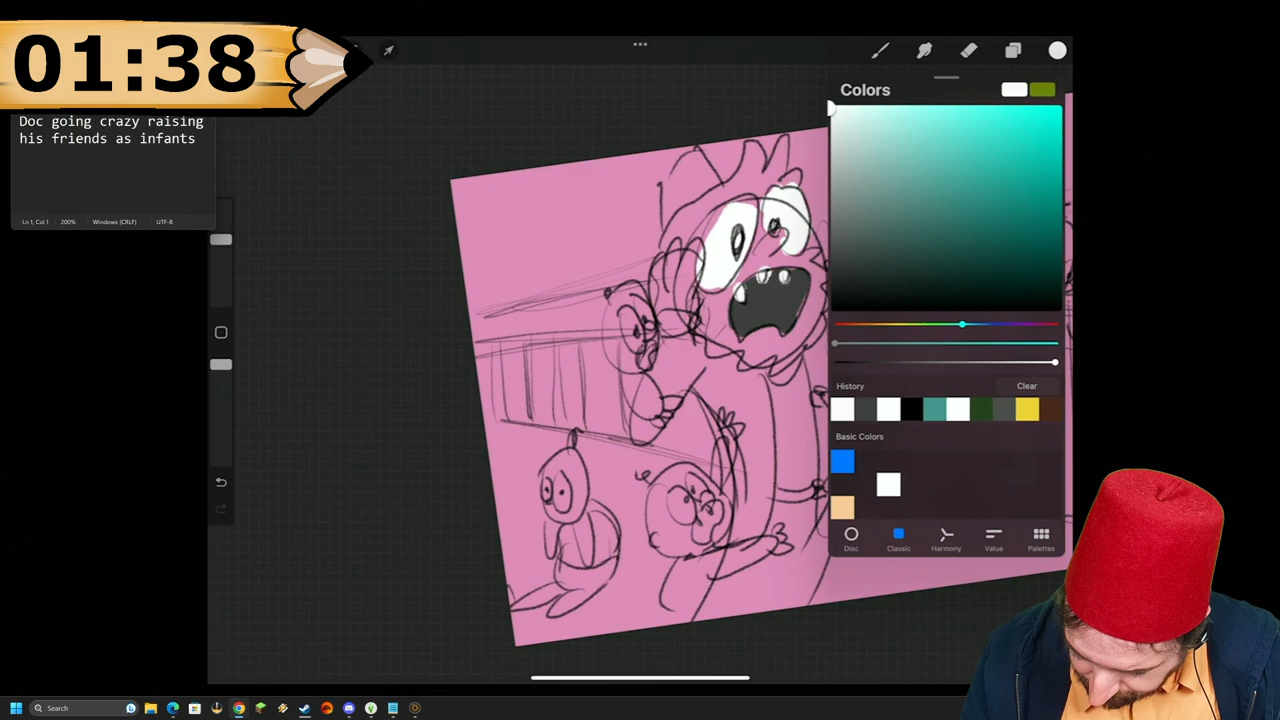 01:38
Doc going crazy raising
his friends as infants
Ln 1, Col 1 200% Windows (CRLF) UTF-8
Colors
History Clear
Basic Colors
Disc Classic Harmony Value Palettes
Search